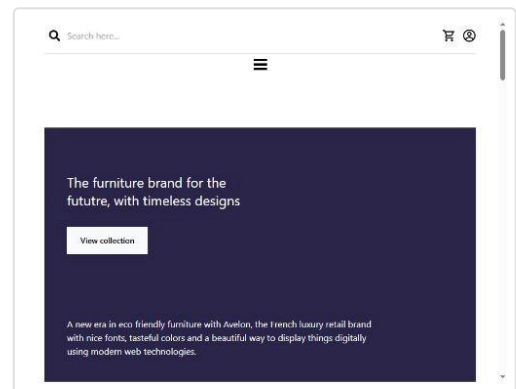 Search here...
The furniture brand for the
fututre, with timeless designs
View collection
A new era in eco friendly furniture with Avelon, the French luxury retail brand
with nice fonts, tasteful colors and a beautiful way to display things digitally
using modern web technologies.